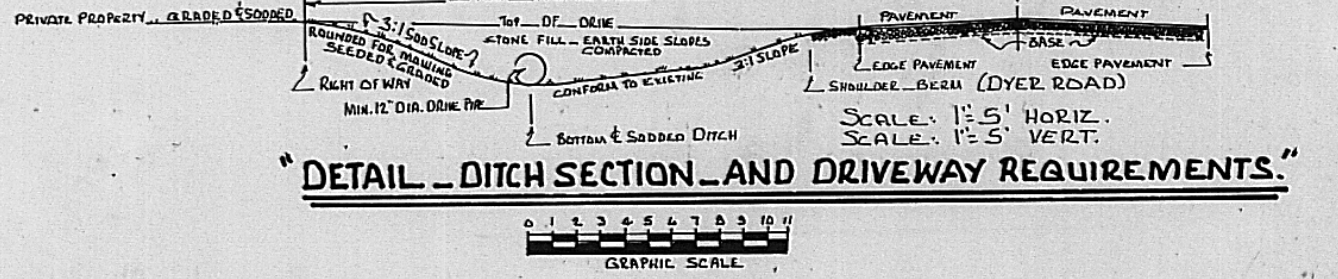 PRIVATE PROPERTY GRADED & SODDED
3:1 SOD SLOPE
ROUNDED FOR MOWING
SEEDED & GRADED
TOP OF DRIVE
STONE FILL - EARTH SIDE SLOPES
COMPACTED
PAVEMENT
PAVEMENT
RIGHT OF WAY
MIN. 12" DIA. DRIVE PIPE
CONFORM TO EXISTING
3:1 SLOPE
EDGE PAVEMENT
BASE
EDGE PAVEMENT
SHOULDER - BERM (DYER ROAD)
BOTTOM & SODDED DITCH
SCALE: 1"=5' HORIZ.
SCALE: 1"=5' VERT.
"DETAIL - DITCH SECTION - AND DRIVEWAY REQUIREMENTS."
0 1 2 3 4 5 6 7 8 9 10 11
GRAPHIC SCALE